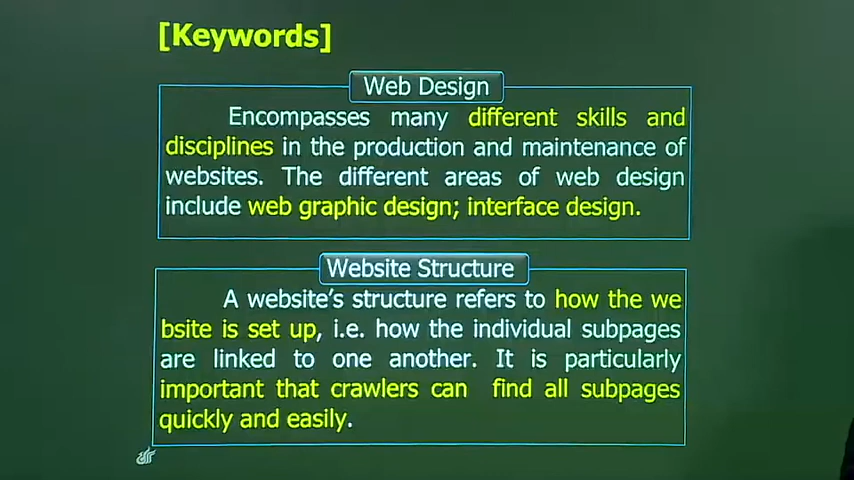 [Keywords]
Web Design
Encompasses many different skills and
disciplines in the production and maintenance of
websites. The different areas of web design
include web graphic design; interface design.
Website Structure
A website's structure refers to how the we
bsite is set up, i.e. how the individual subpages
are linked to one another. It is particularly
important that crawlers can find all subpages
quickly and easily.